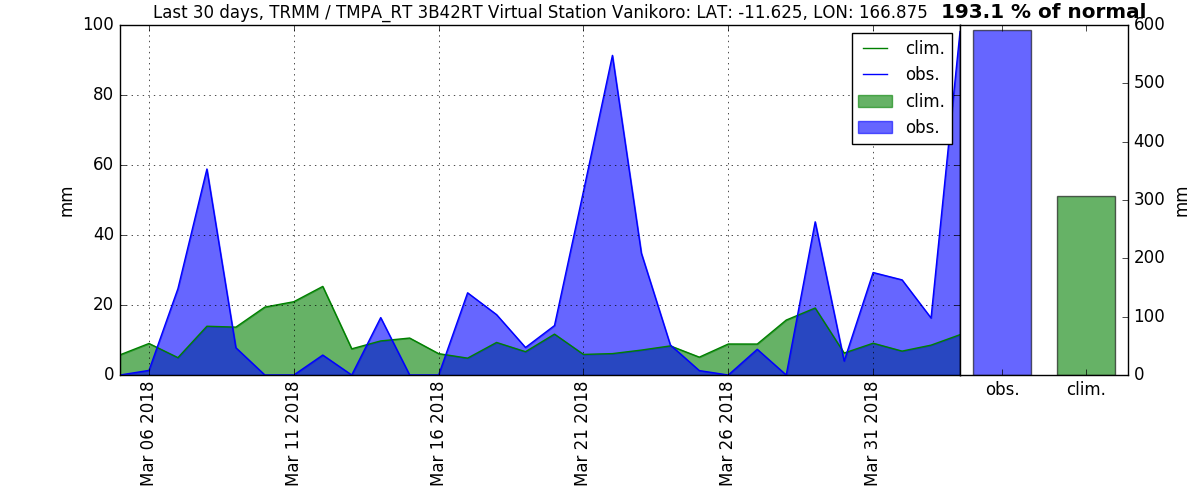 Last 30 days, TRMM / TMPA_RT 3B42RT Virtual Station Vanikoro: LAT: -11.625, LON: 166.875 193.1 % of normal
100
80
60
40
20
0
mm
clim.
obs.
clim.
obs.
600
500
400
300
200
100
0
mm
obs.
clim.
Mar 06 2018
Mar 11 2018
Mar 16 2018
Mar 21 2018
Mar 26 2018
Mar 31 2018